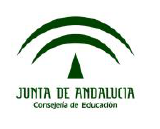 JUNTA DE ANDALUCIA
Consejería de Educación